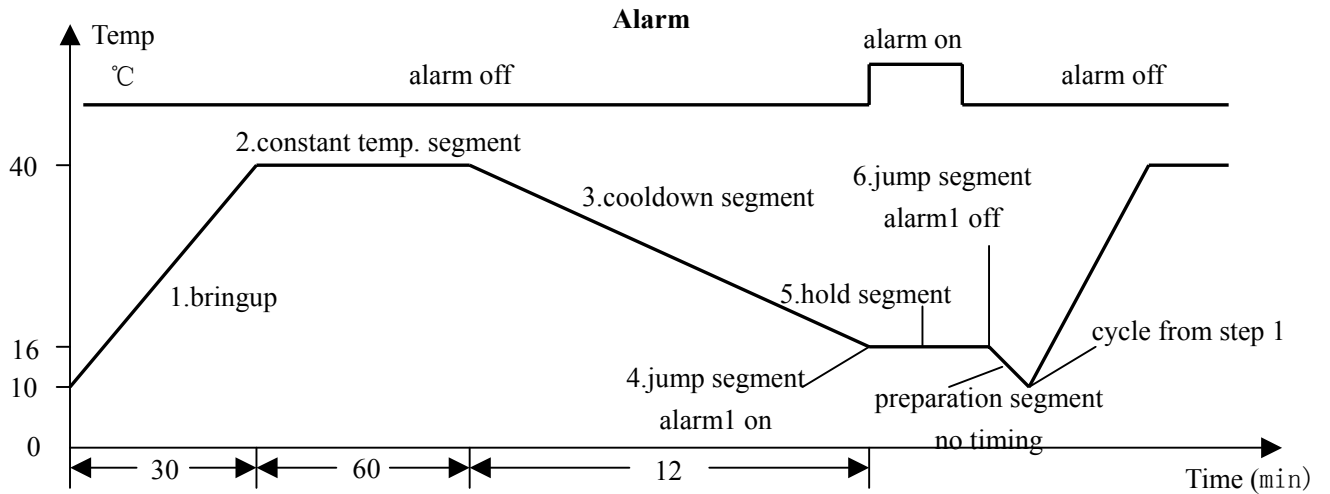 Alarm
Temp
alarm on
℃
alarm off
alarm off
2.constant temp. segment
40
6.jump segment
3.cooldown segment
alarm1 off
1.bringup
5.hold segment
cycle from step 1
16
4.jump segment
10
preparation segment
alarm1 on
no timing
0
30
60
12
Time (min)